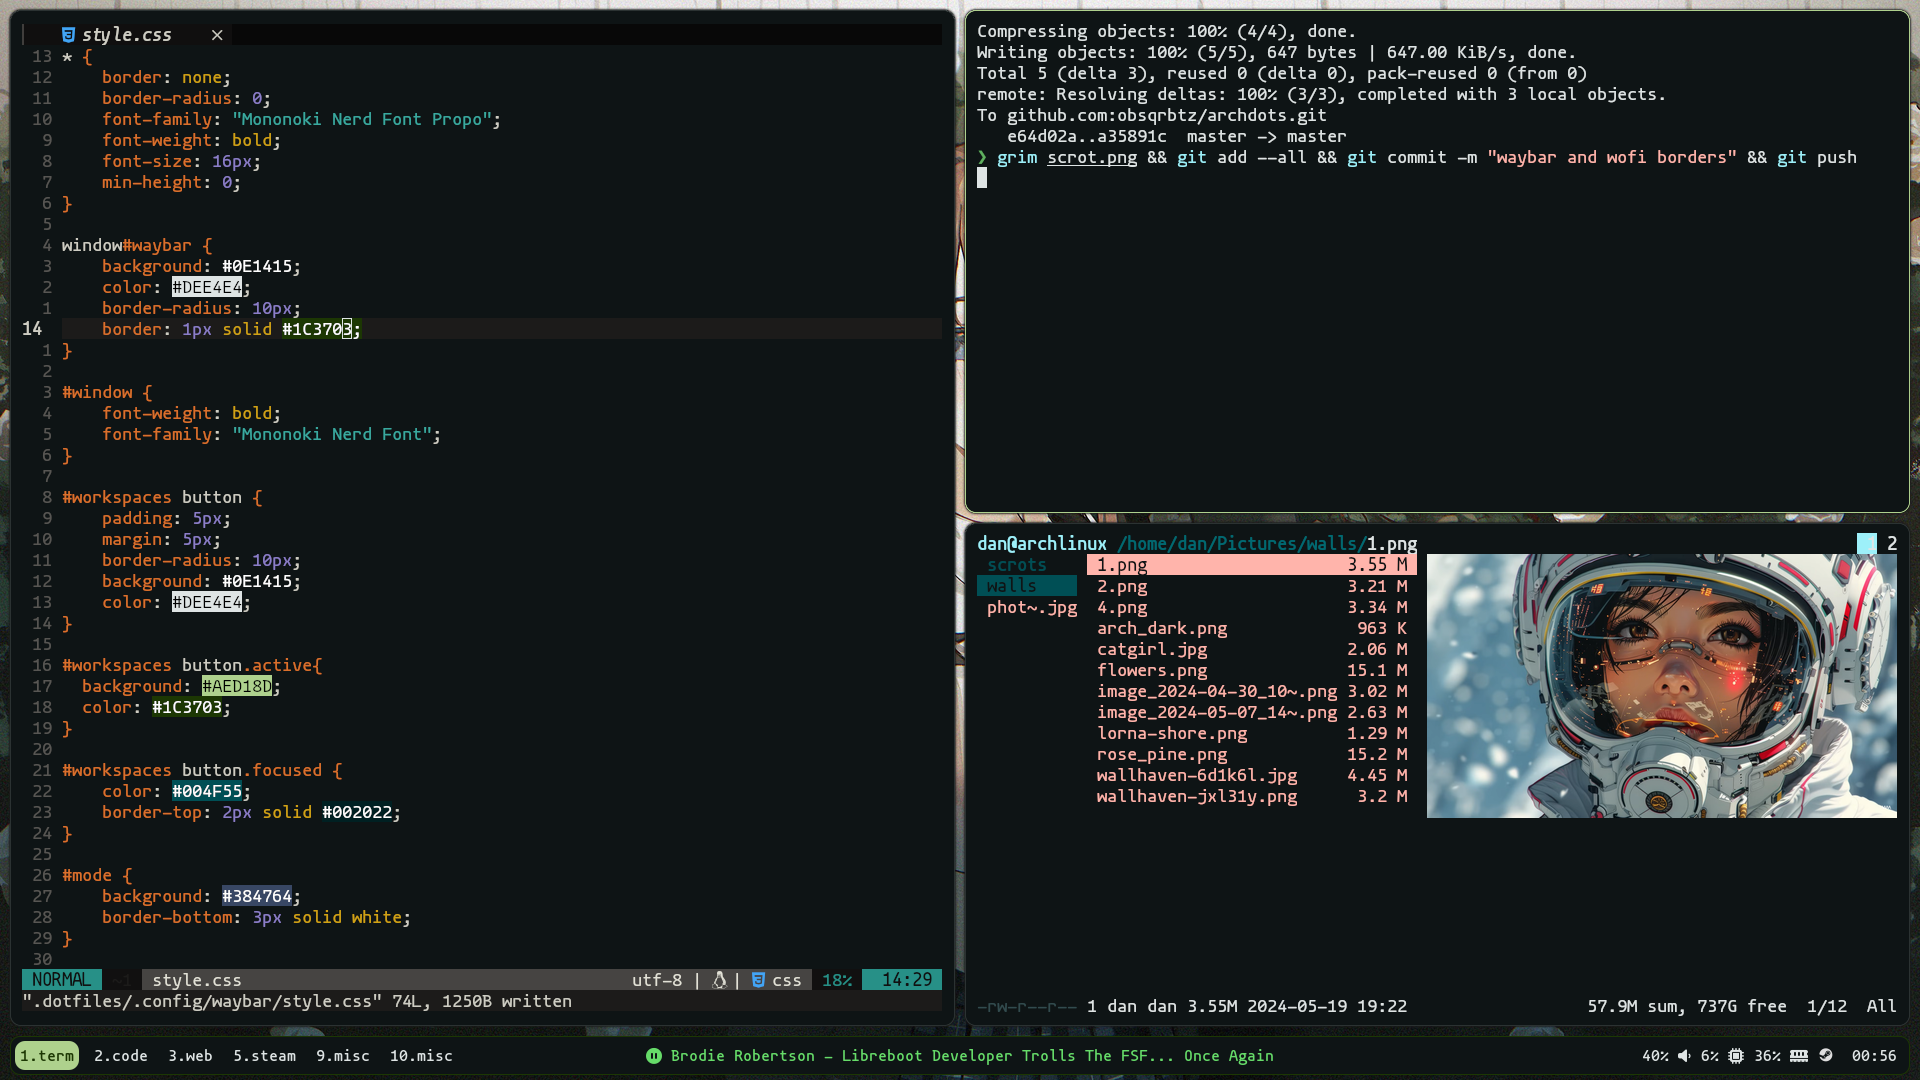 style.css ×
13 * {
12 border: none;
11 border-radius: 0;
10 font-family: "Mononoki Nerd Font Propo";
9 font-weight: bold;
8 font-size: 16px;
7 min-height: 0;
6 }
5
4 window#waybar {
3 background: #0E1415;
2 color: #DEE4E4;
1 border-radius: 10px;
14 border: 1px solid #1C3703;
1 }
2
3 #window {
4 font-weight: bold;
5 font-family: "Mononoki Nerd Font";
6 }
7
8 #workspaces button {
9 padding: 5px;
10 margin: 5px;
11 border-radius: 10px;
12 background: #0E1415;
13 color: #DEE4E4;
14 }
15
16 #workspaces button.active{
17 background: #AED18D;
18 color: #1C3703;
19 }
20
21 #workspaces button.focused {
22 color: #004F55;
23 border-top: 2px solid #002022;
24 }
25
26 #mode {
27 background: #384764;
28 border-bottom: 3px solid white;
29 }
30
NORMAL ~1 style.css utf-8 | | css 18% 14:29
".dotfiles/.config/waybar/style.css" 74L, 1250B written
Compressing objects: 100% (4/4), done.
Writing objects: 100% (5/5), 647 bytes | 647.00 KiB/s, done.
Total 5 (delta 3), reused 0 (delta 0), pack-reused 0 (from 0)
remote: Resolving deltas: 100% (3/3), completed with 3 local objects.
To github.com:obsqrbtz/archdots.git
e64d02a..a35891c master -> master
❯ grim scrot.png && git add --all && git commit -m "waybar and wofi borders" && git push
dan@archlinux /home/dan/Pictures/walls/1.png 1 2
scrots 1.png 3.55 M
walls 2.png 3.21 M
phot~.jpg 4.png 3.34 M
arch_dark.png 963 K
catgirl.jpg 2.06 M
flowers.png 15.1 M
image_2024-04-30_10~.png 3.02 M
image_2024-05-07_14~.png 2.63 M
lorna-shore.png 1.29 M
rose_pine.png 15.2 M
wallhaven-6d1k6l.jpg 4.45 M
wallhaven-jxl31y.png 3.2 M
-rw-r--r-- 1 dan dan 3.55M 2024-05-19 19:22 57.9M sum, 737G free 1/12 All
1.term 2.code 3.web 5.steam 9.misc 10.misc Brodie Robertson - Libreboot Developer Trolls The FSF... Once Again 40% 6% 36% 00:56